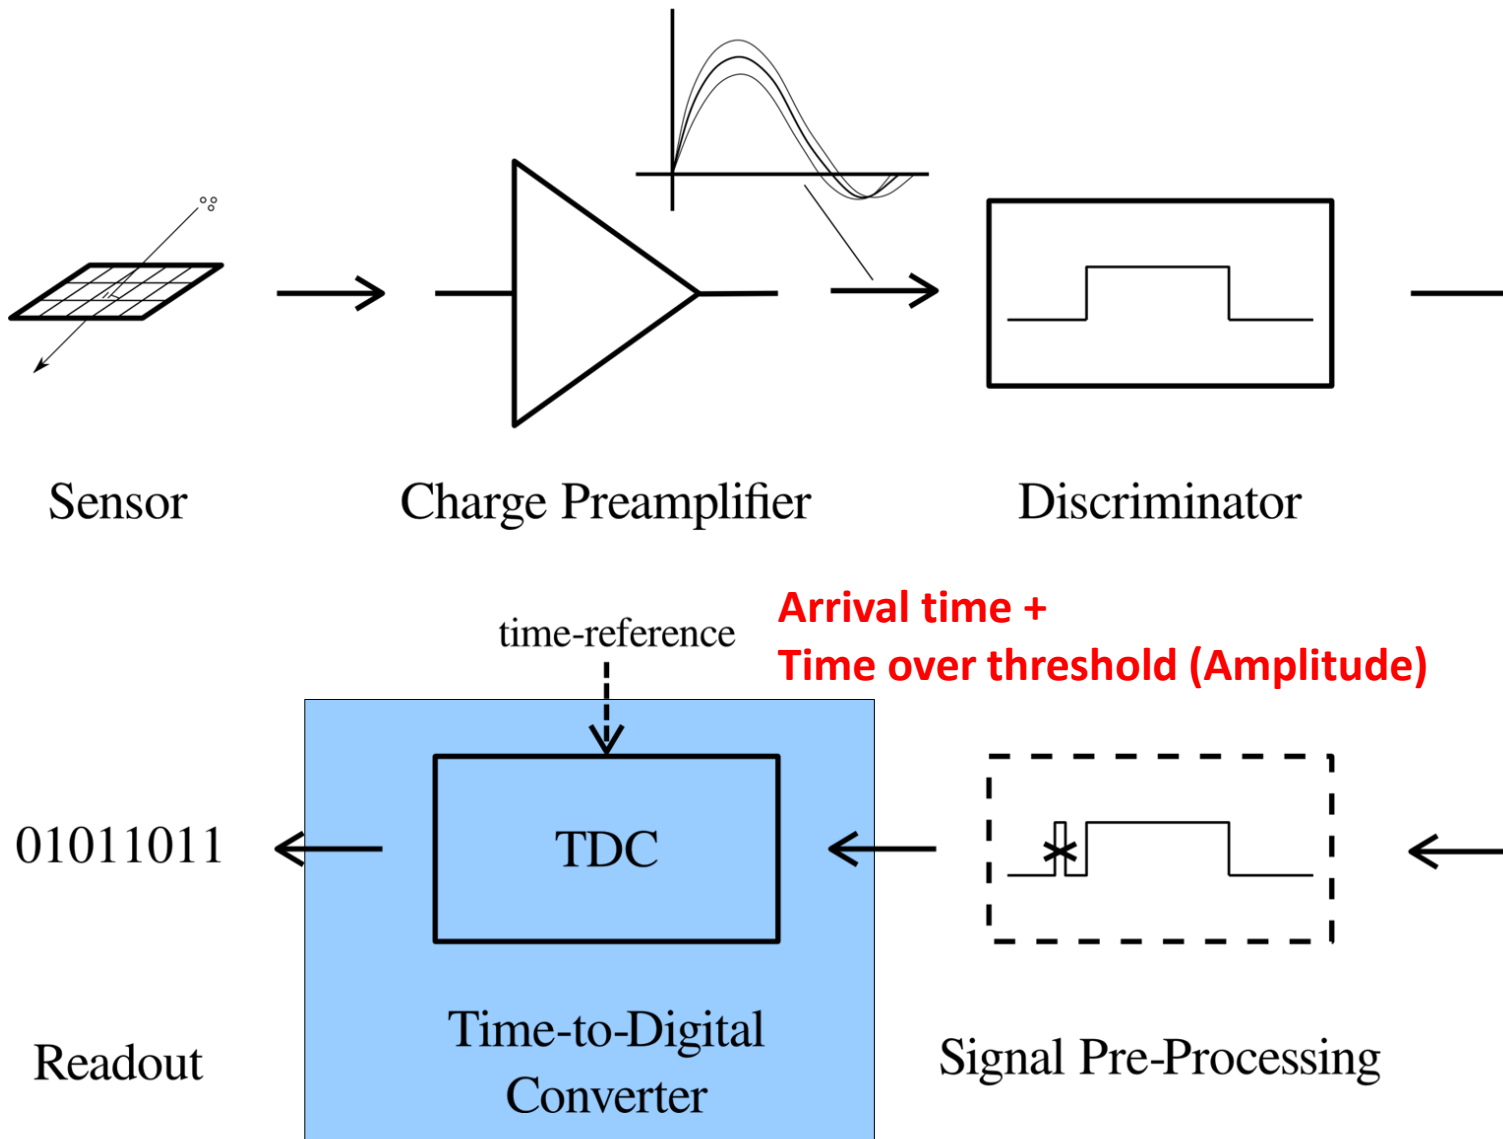 Sensor
Charge Preamplifier
Discriminator
time-reference
Arrival time +
Time over threshold (Amplitude)
01011011
TDC
Readout
Time-to-Digital
Converter
Signal Pre-Processing